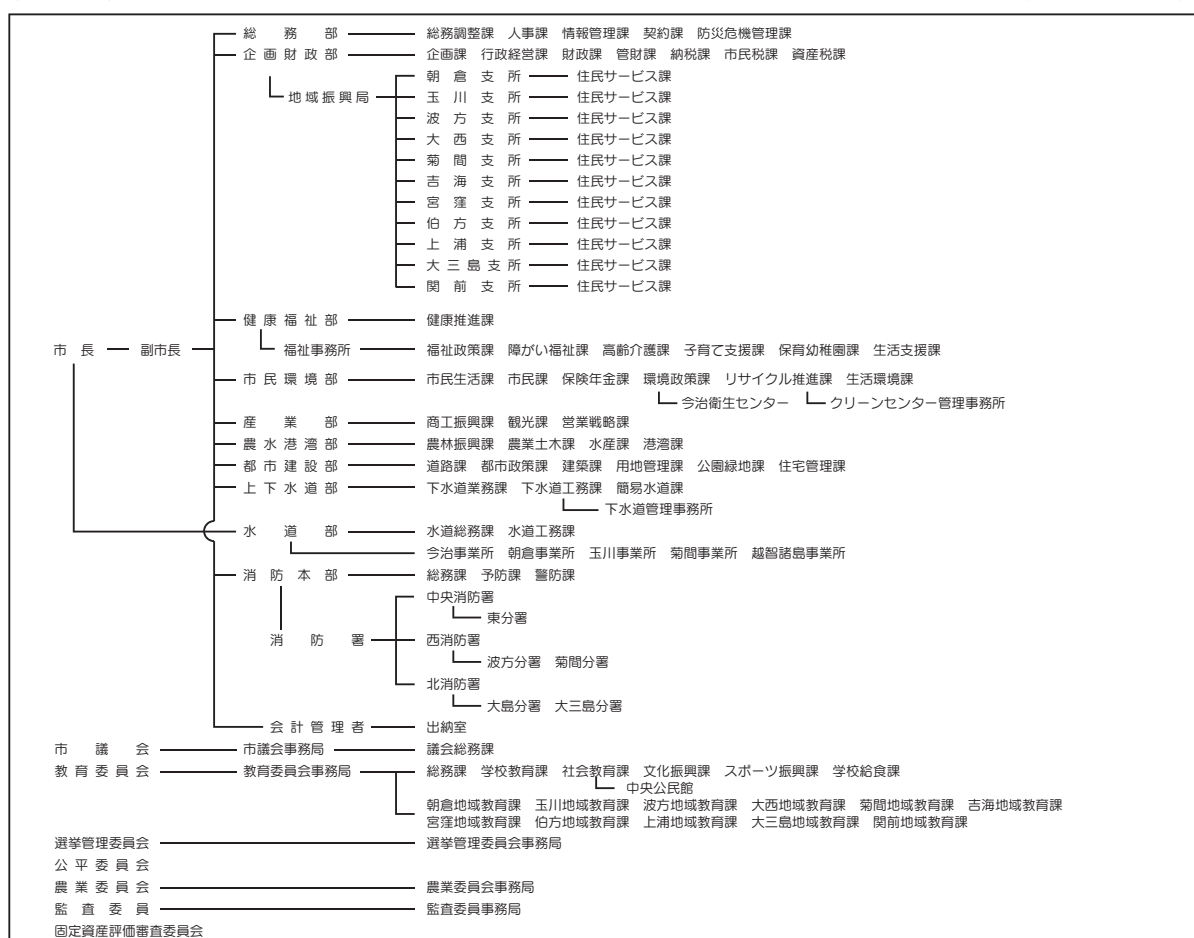 総務部 総務調整課 人事課 情報管理課 契約課 防災危機管理課
企画財政部 企画課 行政経営課 財政課 管財課 納税課 市民税課 資産税課
朝倉支所 住民サービス課
地域振興局 玉川支所 住民サービス課
波方支所 住民サービス課
大西支所 住民サービス課
菊間支所 住民サービス課
吉海支所 住民サービス課
宮窪支所 住民サービス課
伯方支所 住民サービス課
上浦支所 住民サービス課
大三島支所 住民サービス課
関前支所 住民サービス課
健康福祉部 健康推進課
市長 副市長 福祉事務所 福祉政策課 障がい福祉課 高齢介護課 子育て支援課 保育幼稚園課 生活支援課
市民環境部 市民生活課 市民課 保険年金課 環境政策課 リサイクル推進課 生活環境課
今治衛生センター クリーンセンター管理事務所
産業部 商工振興課 観光課 営業戦略課
農水港湾部 農林振興課 農業土木課 水産課 港湾課
都市建設部 道路課 都市政策課 建築課 用地管理課 公園緑地課 住宅管理課
上下水道部 下水道業務課 下水道工務課 簡易水道課
下水道管理事務所
水道部 水道総務課 水道工務課
今治事業所 朝倉事業所 玉川事業所 菊間事業所 越智諸島事業所
消防本部 総務課 予防課 警防課
中央消防署
東分署
消防署 西消防署
波方分署 菊間分署
北消防署
大島分署 大三島分署
会計管理者 出納室
市議会 市議会事務局 議会総務課
教育委員会 教育委員会事務局 総務課 学校教育課 社会教育課 文化振興課 スポーツ振興課 学校給食課
中央公民館
朝倉地域教育課 玉川地域教育課 波方地域教育課 大西地域教育課 菊間地域教育課 吉海地域教育課
宮窪地域教育課 伯方地域教育課 上浦地域教育課 大三島地域教育課 関前地域教育課
選挙管理委員会 選挙管理委員会事務局
公平委員会
農業委員会 農業委員会事務局
監査委員 監査委員事務局
固定資産評価審査委員会